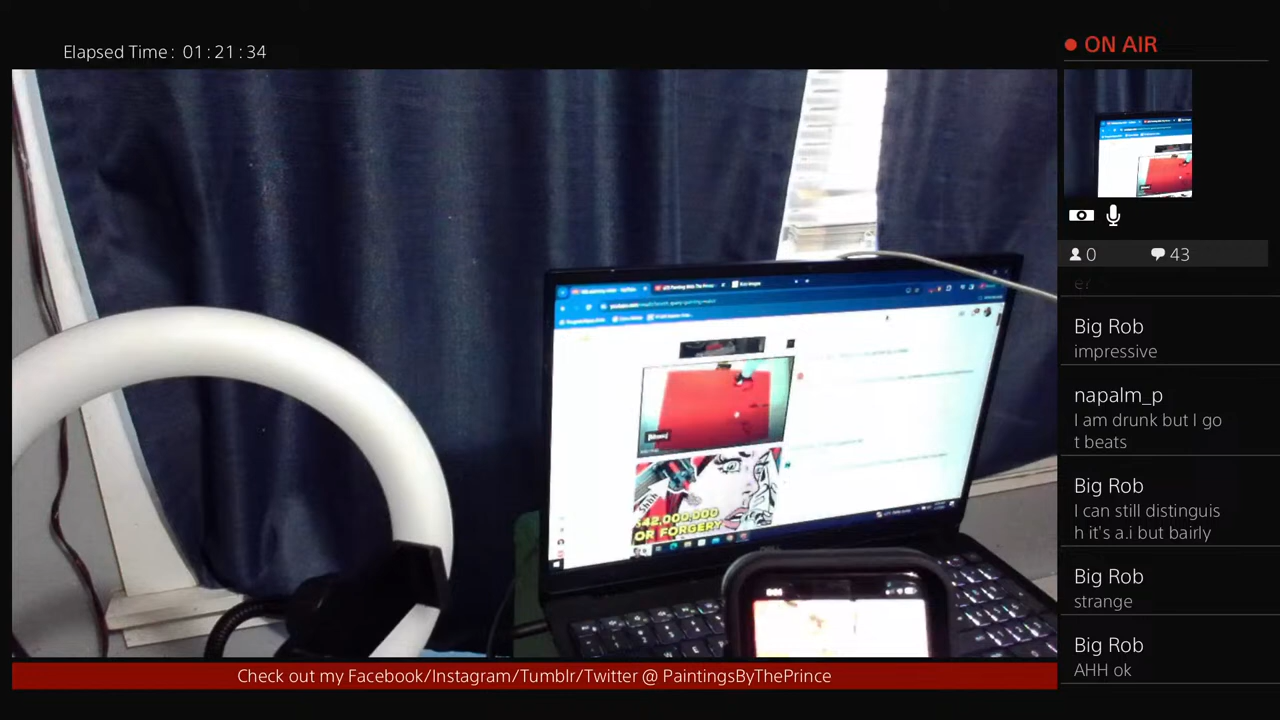 Elapsed Time: 01:21:34
ON AIR
0
43
e?
Big Rob
impressive
napalm_p
I am drunk but I go
t beats
Big Rob
I can still distinguis
h it's a.i but bairly
Big Rob
strange
Big Rob
AHH ok
Shhh
$42,000,000
OR FORGERY
DELL
Check out my Facebook/Instagram/Tumblr/Twitter @ PaintingsByThePrince